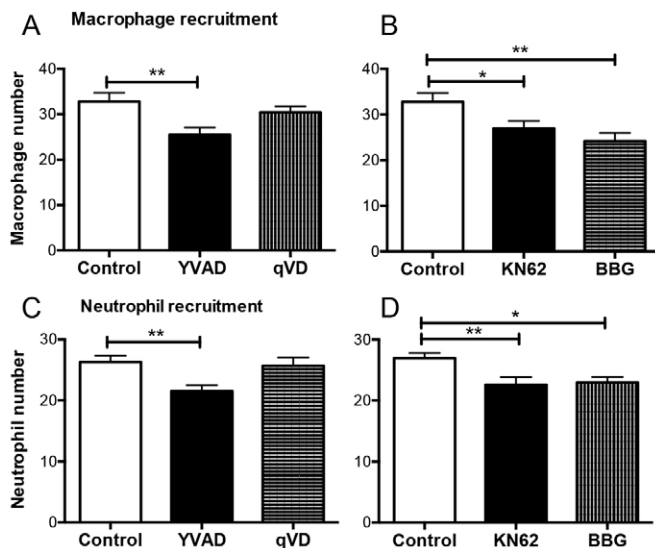 A Macrophage recruitment
Macrophage number
40
30
20
10
0
**
Control YVAD qVD
B
40
30
20
10
0
**
*
Control KN62 BBG
C Neutrophil recruitment
Neutrophil number
30
20
10
0
**
Control YVAD qVD
D
30
20
10
0
*
**
Control KN62 BBG